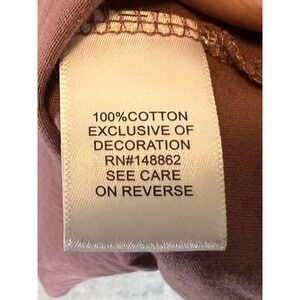 100%COTTON
EXCLUSIVE OF
DECORATION
RN#148862
SEE CARE
ON REVERSE